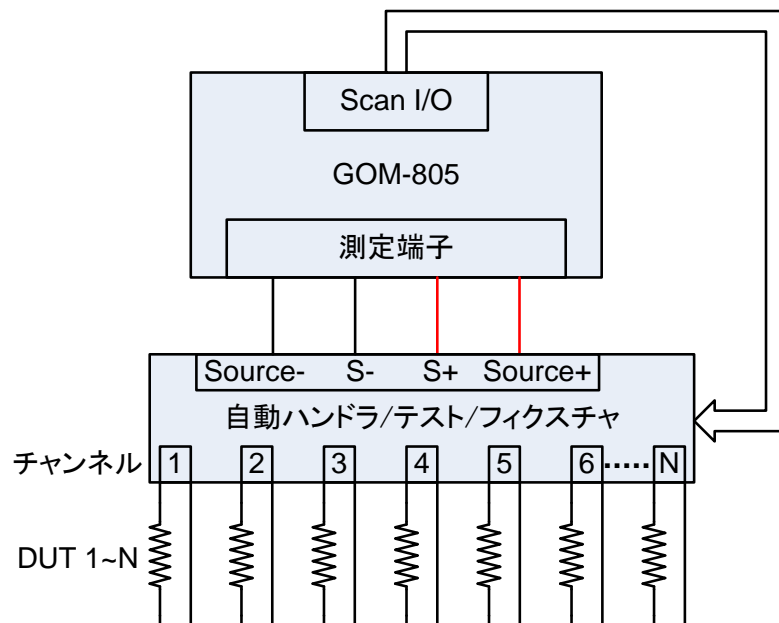 Scan I/O
GOM-805
測定端子
Source- S- S+ Source+
自動ハンドラ/テスト/フィクスチャ
チャンネル 1 2 3 4 5 6 ..... N
DUT 1~N